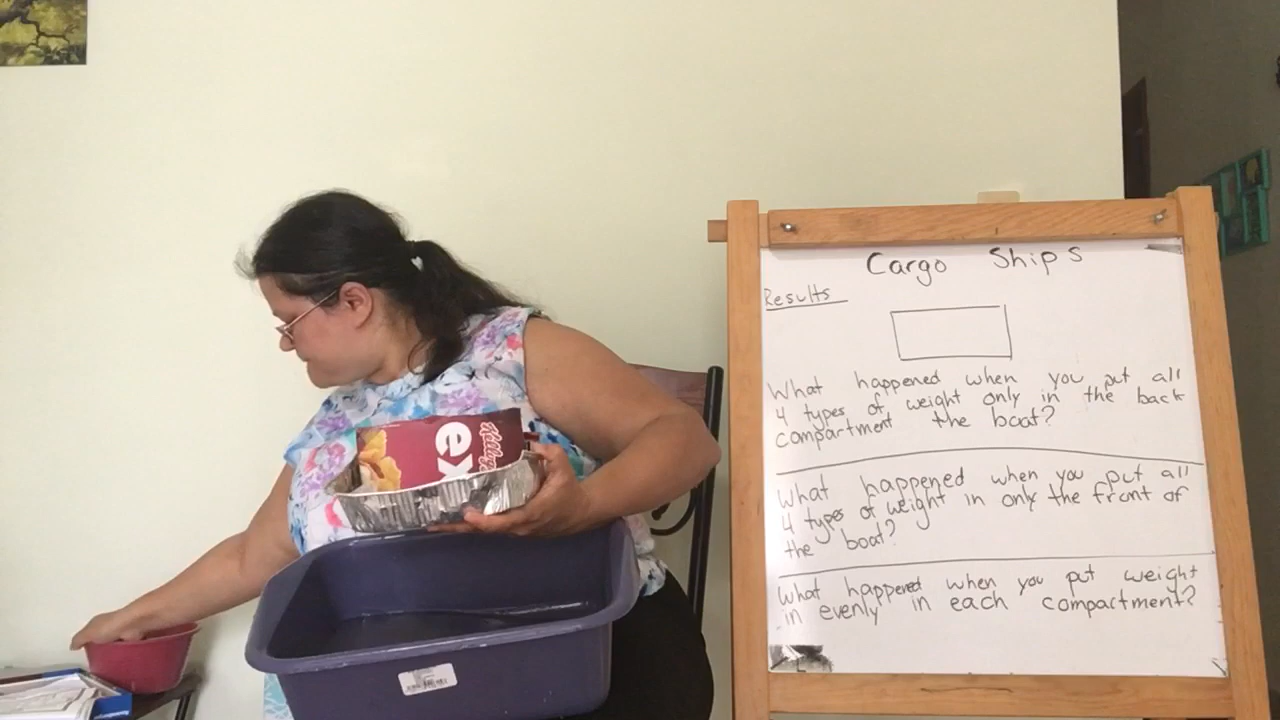 Cargo Ships
Results
What happened when you put all
4 types of weight only in the back
compartment the boat?
What happened when you put all
4 types of weight in only the front of
the boat?
What happened when you put weight
in evenly in each compartment?
Kellogg's
ex